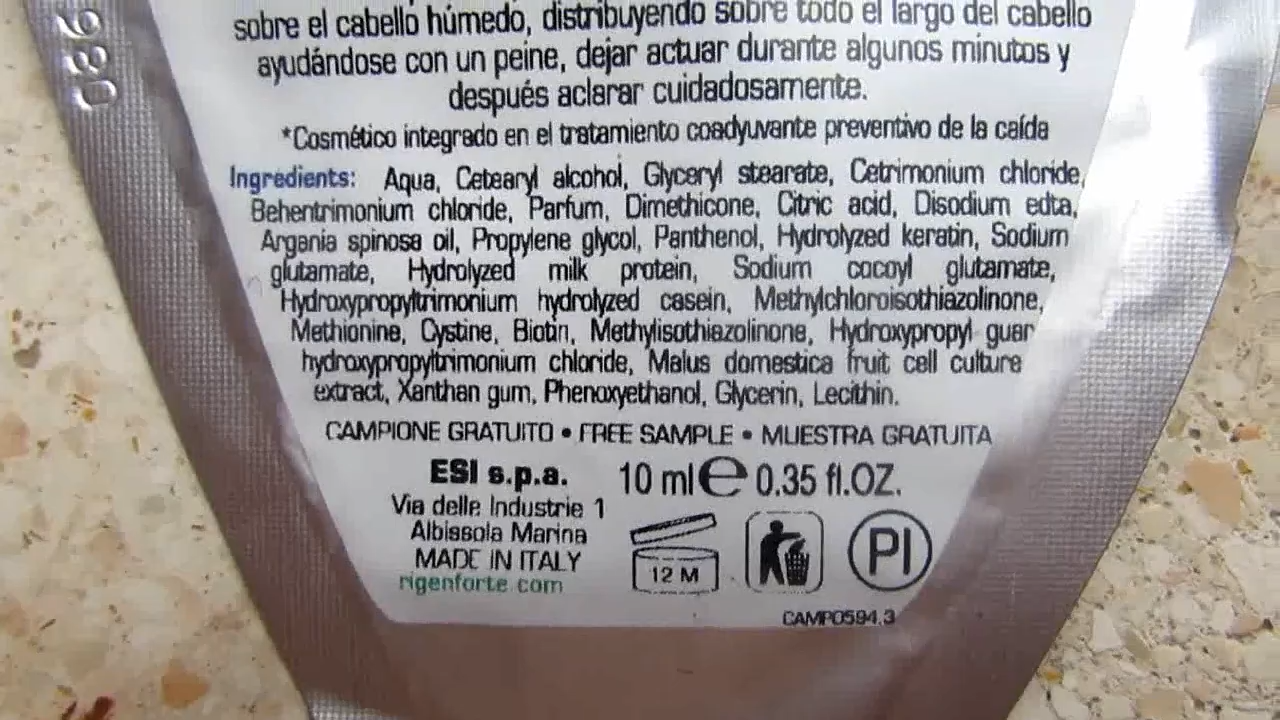 sobre el cabello húmedo, distribuyendo sobre todo el largo del cabello
ayudándose con un peine, dejar actuar durante algunos minutos y
después aclarar cuidadosamente.
*Cosmético integrado en el tratamiento coadyuvante preventivo de la caída
Ingredients: Aqua, Cetearyl alcohol, Glyceryl stearate, Cetrimonium chloride,
Behentrimonium chloride, Parfum, Dimethicone, Citric acid, Disodium edta,
Argania spinosa oil, Propylene glycol, Panthenol, Hydrolyzed keratin, Sodium
glutamate, Hydrolyzed milk protein, Sodium cocoyl glutamate,
Hydroxypropyltrimonium hydrolyzed casein, Methylchloroisothiazolinone,
Methionine, Cystine, Biotin, Methylisothiazolinone, Hydroxypropyl guar
hydroxypropyltrimonium chloride, Malus domestica fruit cell culture
extract, Xanthan gum, Phenoxyethanol, Glycerin, Lecithin.
CAMPIONE GRATUITO • FREE SAMPLE • MUESTRA GRATUITA
ESI s.p.a. 10 ml e 0.35 fl.OZ.
Via delle Industrie 1
Albissola Marina
MADE IN ITALY
rigenforte.com
12 M
PI
CAMP0594.3